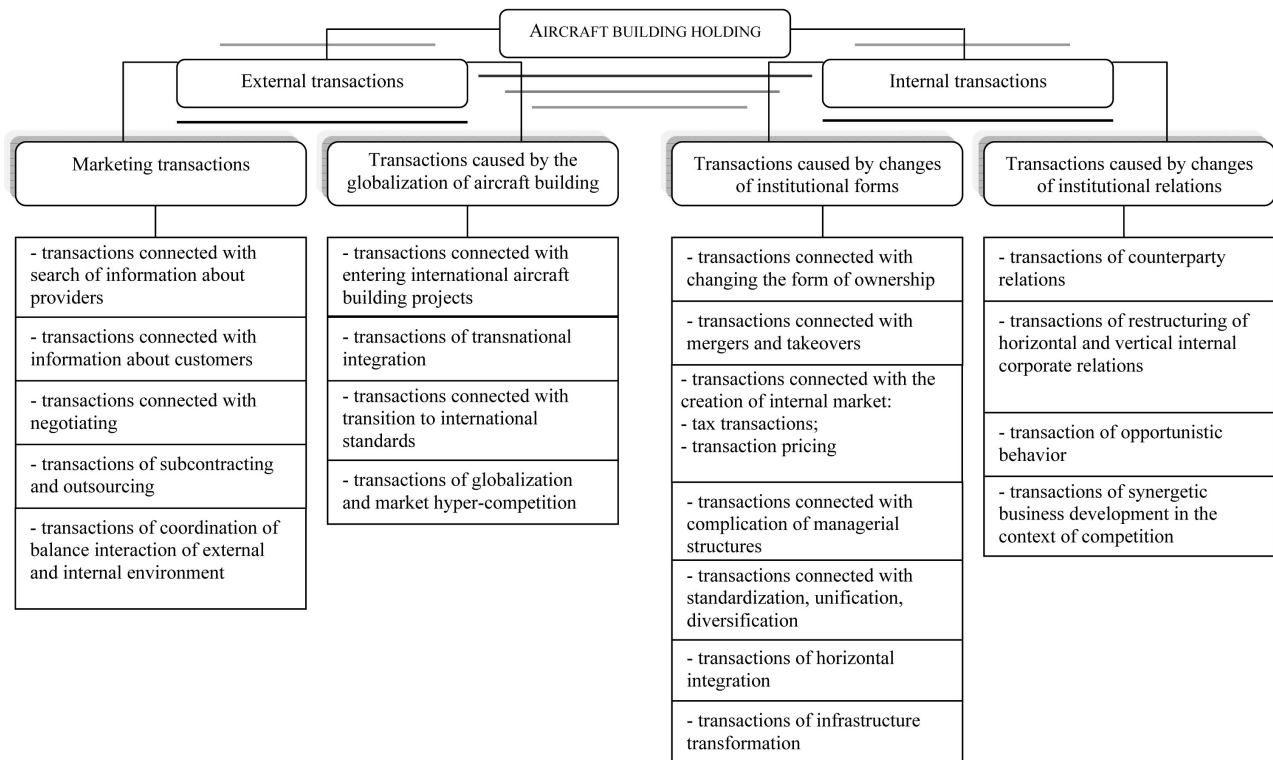 AIRCRAFT BUILDING HOLDING
External transactions
Internal transactions
Marketing transactions
Transactions caused by the
globalization of aircraft building
Transactions caused by changes
of institutional forms
Transactions caused by changes
of institutional relations
- transactions connected with
search of information about
providers
- transactions connected with
information about customers
- transactions connected with
negotiating
- transactions of subcontracting
and outsourcing
- transactions of coordination of
balance interaction of external
and internal environment
- transactions connected with
entering international aircraft
building projects
- transactions of transnational
integration
- transactions connected with
transition to international
standards
- transactions of globalization
and market hyper-competition
- transactions connected with
changing the form of ownership
- transactions connected with
mergers and takeovers
- transactions connected with the
creation of internal market:
- tax transactions;
- transaction pricing
- transactions connected with
complication of managerial
structures
- transactions connected with
standardization, unification,
diversification
- transactions of horizontal
integration
- transactions of infrastructure
transformation
- transactions of counterparty
relations
- transactions of restructuring of
horizontal and vertical internal
corporate relations
- transaction of opportunistic
behavior
- transactions of synergetic
business development in the
context of competition